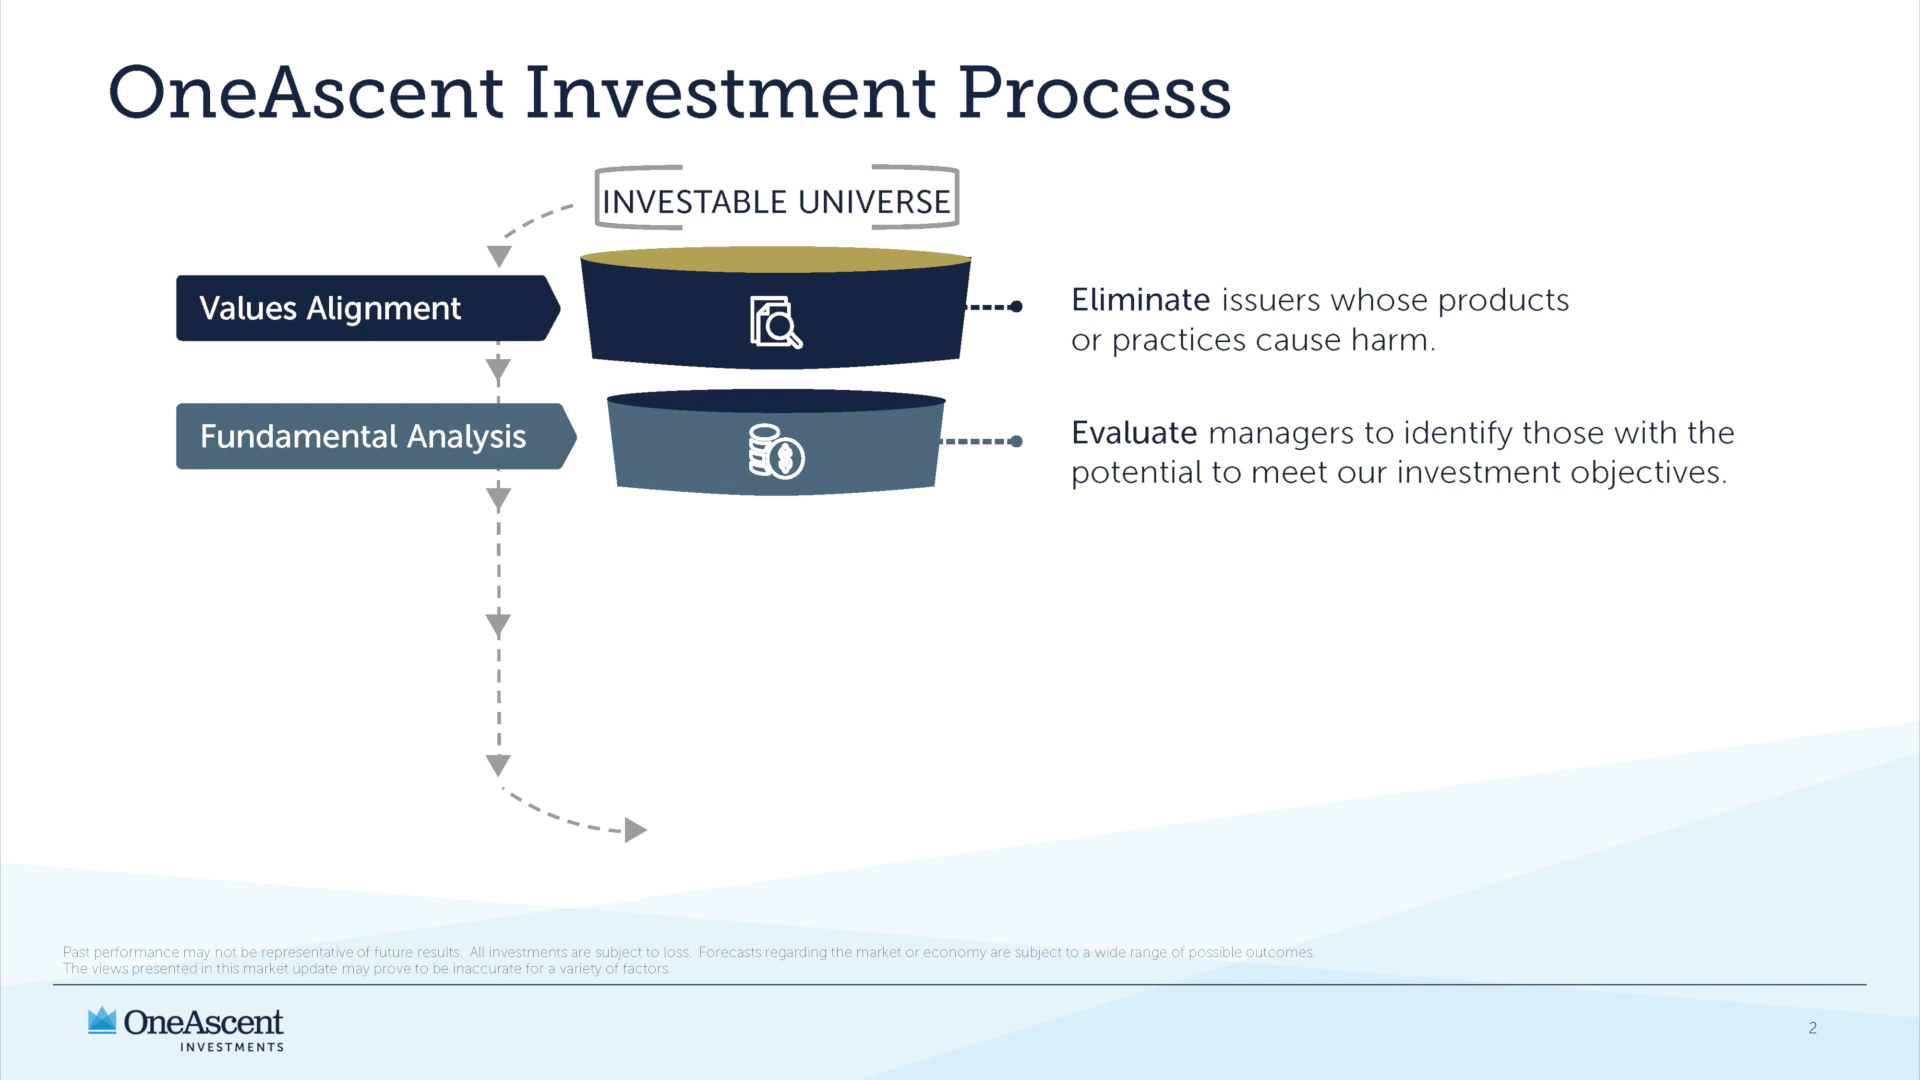 OneAscent Investment Process
INVESTABLE UNIVERSE
Values Alignment
Eliminate issuers whose products
or practices cause harm.
Fundamental Analysis
Evaluate managers to identify those with the
potential to meet our investment objectives.
Past performance may not be representative of future results.  All investments are subject to loss.  Forecasts regarding the market or economy are subject to a wide range of possible outcomes.
The views presented in this market update may prove to be inaccurate for a variety of factors.
OneAscent
INVESTMENTS
2